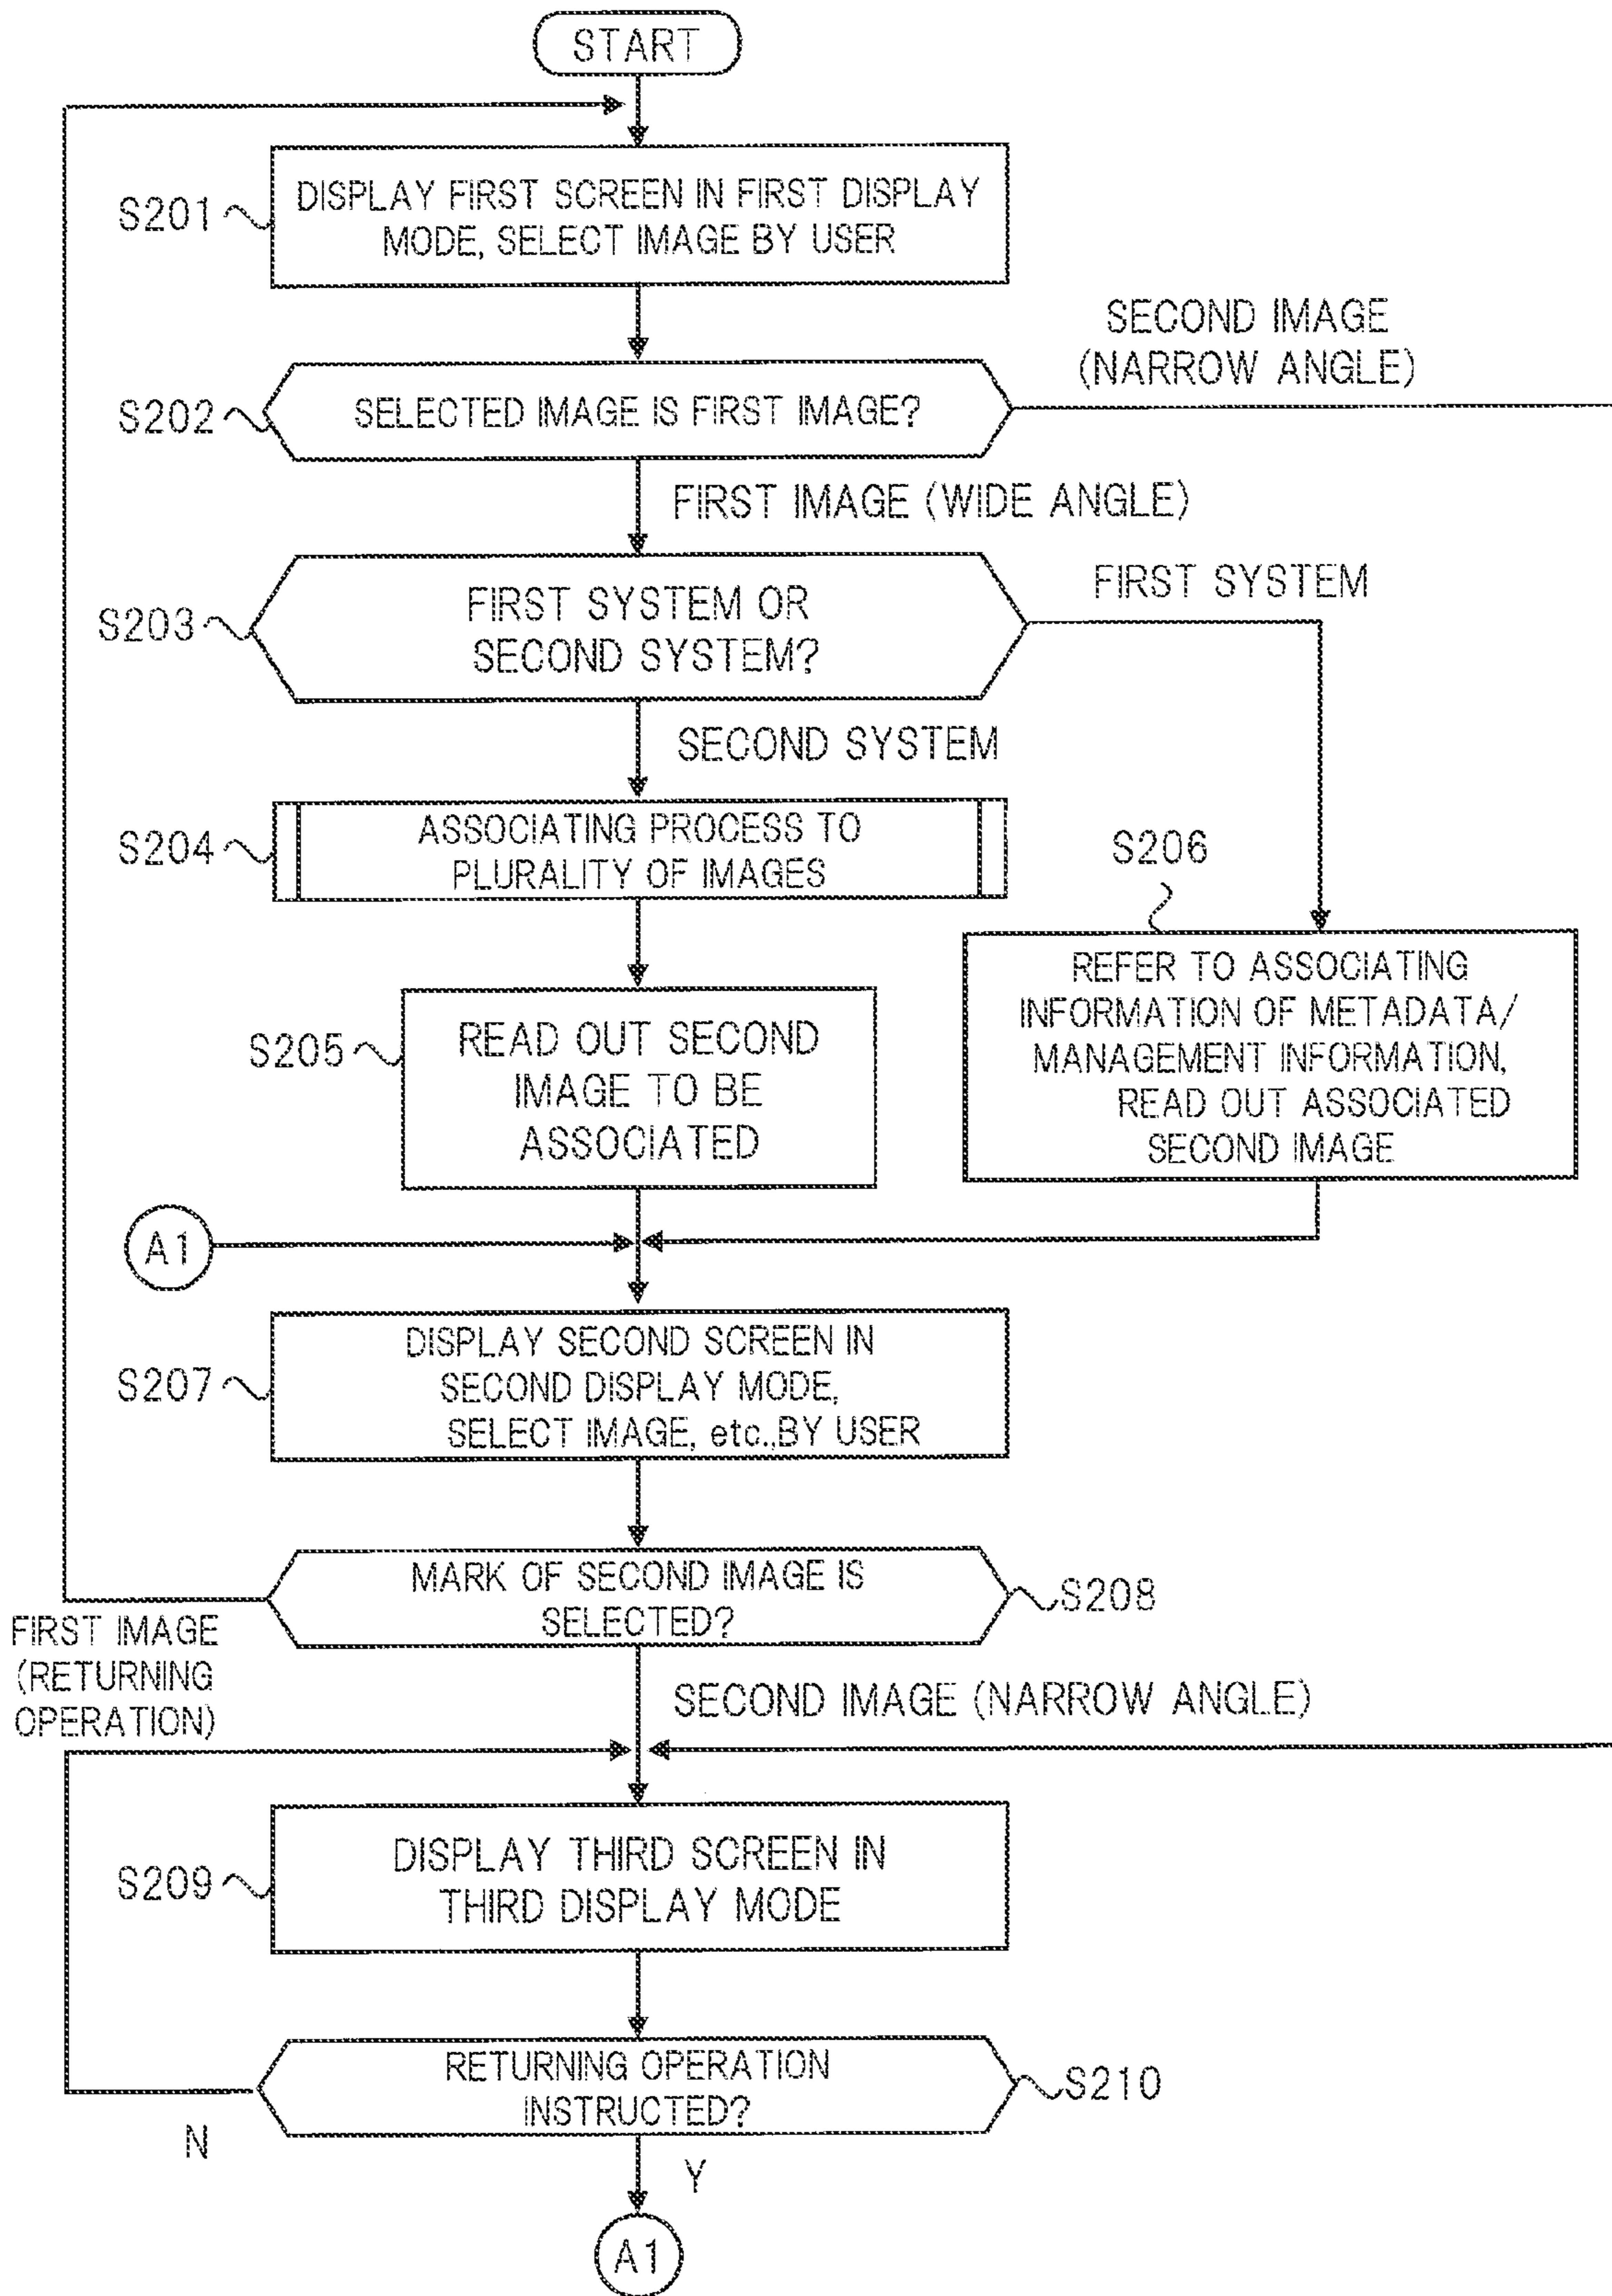 START
S201
DISPLAY FIRST SCREEN IN FIRST DISPLAY
MODE, SELECT IMAGE BY USER
SECOND IMAGE
(NARROW ANGLE)
S202
SELECTED IMAGE IS FIRST IMAGE?
FIRST IMAGE (WIDE ANGLE)
S203
FIRST SYSTEM OR
SECOND SYSTEM?
FIRST SYSTEM
SECOND SYSTEM
S204
ASSOCIATING PROCESS TO
PLURALITY OF IMAGES
S206
REFER TO ASSOCIATING
INFORMATION OF METADATA/
MANAGEMENT INFORMATION,
READ OUT ASSOCIATED
SECOND IMAGE
S205
READ OUT SECOND
IMAGE TO BE
ASSOCIATED
A1
S207
DISPLAY SECOND SCREEN IN
SECOND DISPLAY MODE,
SELECT IMAGE, etc.,BY USER
MARK OF SECOND IMAGE IS
SELECTED?
S208
FIRST IMAGE
(RETURNING
OPERATION)
SECOND IMAGE (NARROW ANGLE)
S209
DISPLAY THIRD SCREEN IN
THIRD DISPLAY MODE
RETURNING OPERATION
INSTRUCTED?
S210
N
Y
A1